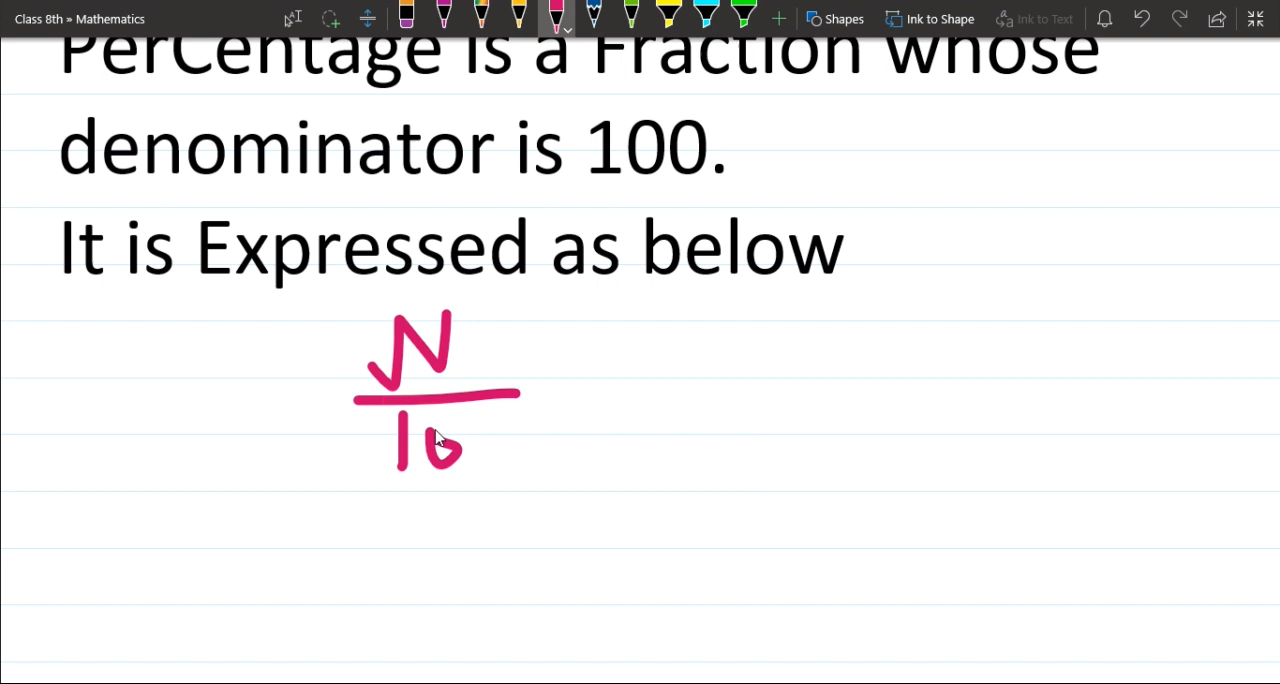 Class 8th » Mathematics
Shapes
Ink to Shape
Ink to Text
PerCentage is a Fraction whose
denominator is 100.
It is Expressed as below
N
10